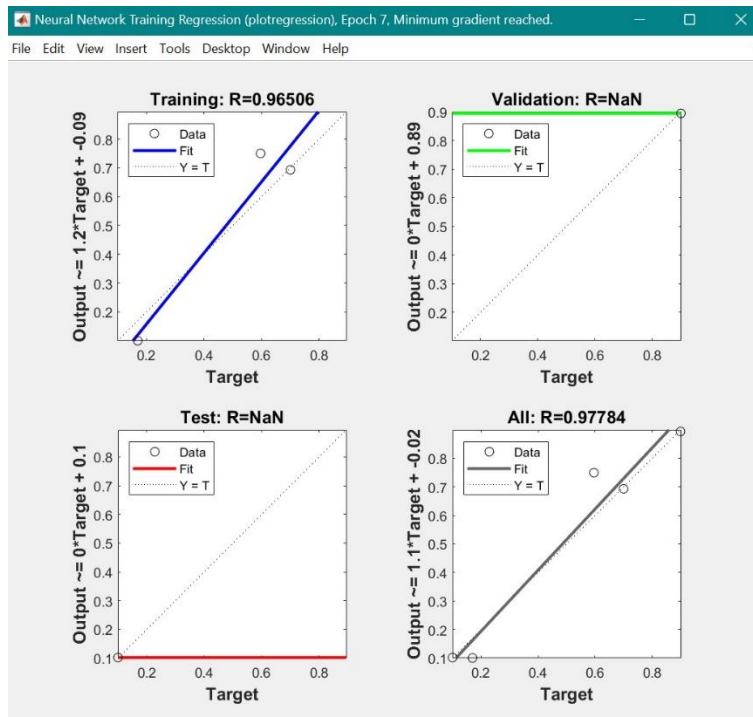 Neural Network Training Regression (plotregression), Epoch 7, Minimum gradient reached.
File Edit View Insert Tools Desktop Window Help
Training: R=0.96506
Output ~= 1.2*Target + -0.09
0.8
0.7
0.6
0.5
0.4
0.3
0.2
Data
Fit
Y = T
0.2 0.4 0.6 0.8
Target
Validation: R=NaN
Output ~= 0*Target + 0.89
0.9
0.8
0.7
0.6
0.5
0.4
0.3
0.2
Data
Fit
Y = T
0.2 0.4 0.6 0.8
Target
Test: R=NaN
Output ~= 0*Target + 0.1
0.8
0.7
0.6
0.5
0.4
0.3
0.2
0.1
Data
Fit
Y = T
0.2 0.4 0.6 0.8
Target
All: R=0.97784
Output ~= 1.1*Target + -0.02
0.8
0.7
0.6
0.5
0.4
0.3
0.2
0.1
Data
Fit
Y = T
0.2 0.4 0.6 0.8
Target